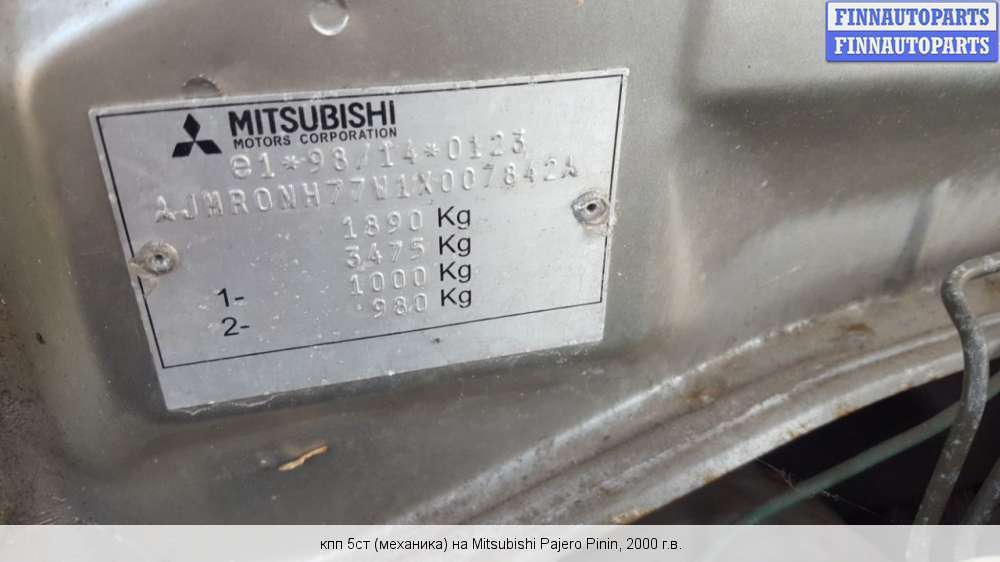 FINNAUTOPARTS
FINNAUTOPARTS
MITSUBISHI
MOTORS CORPORATION
e1*98/14*0123
AJMRONH77W1X007842A
1890 Kg
3475 Kg
1- 1000 Kg
2- 980 Kg
кпп 5ст (механика) на Mitsubishi Pajero Pinin, 2000 г.в.